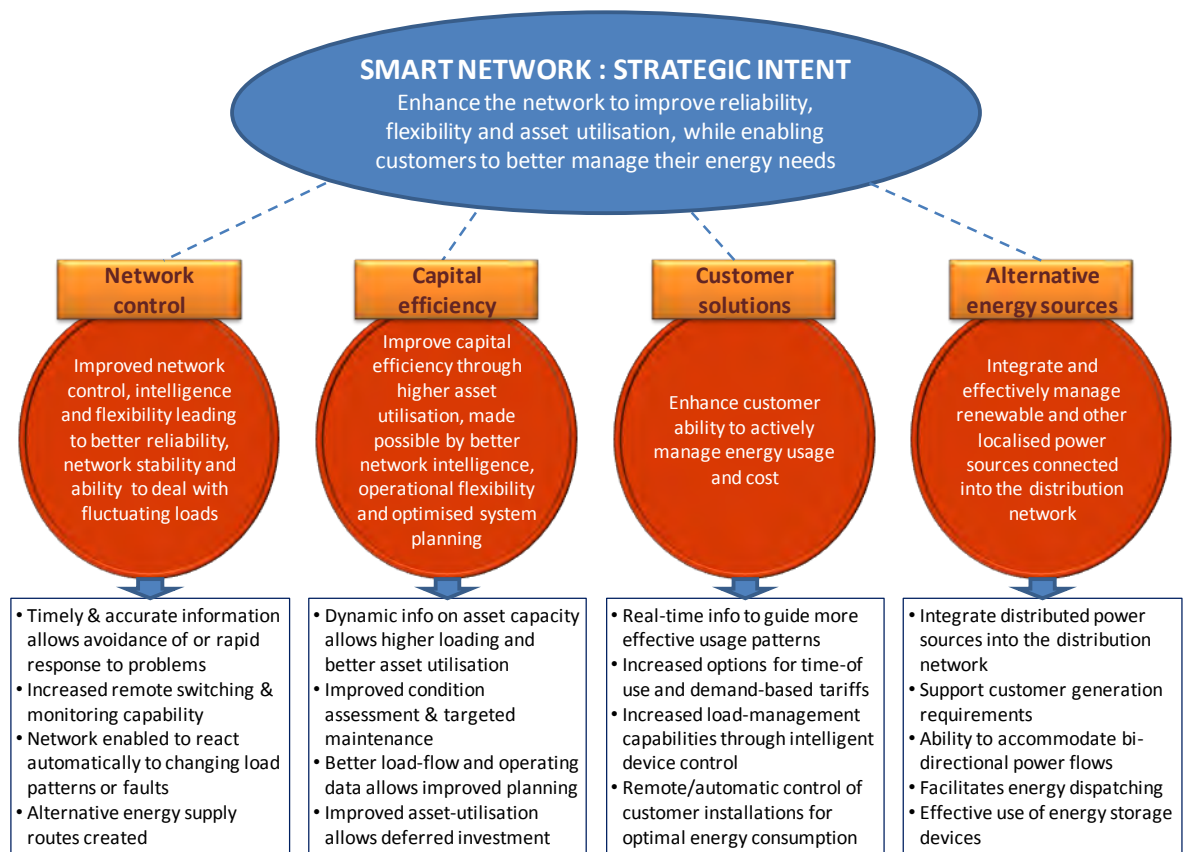 SMART NETWORK : STRATEGIC INTENT
Enhance the network to improve reliability,
flexibility and asset utilisation, while enabling
customers to better manage their energy needs
Network
control
Improved network
control, intelligence
and flexibility leading
to better reliability,
network stability and
ability to deal with
fluctuating loads
• Timely & accurate information
allows avoidance of or rapid
response to problems
• Increased remote switching &
monitoring capability
• Network enabled to react
automatically to changing load
patterns or faults
• Alternative energy supply
routes created
Capital
efficiency
Improve capital
efficiency through
higher asset
utilisation, made
possible by better
network intelligence,
operational flexibility
and optimised system
planning
• Dynamic info on asset capacity
allows higher loading and
better asset utilisation
• Improved condition
assessment & targeted
maintenance
• Better load-flow and operating
data allows improved planning
• Improved asset-utilisation
allows deferred investment
Customer
solutions
Enhance customer
ability to actively
manage energy usage
and cost
• Real-time info to guide more
effective usage patterns
• Increased options for time-of
use and demand-based tariffs
• Increased load-management
capabilities through intelligent
device control
• Remote/automatic control of
customer installations for
optimal energy consumption
Alternative
energy sources
Integrate and
effectively manage
renewable and other
localised power
sources connected
into the distribution
network
• Integrate distributed power
sources into the distribution
network
• Support customer generation
requirements
• Ability to accommodate bi-
directional power flows
• Facilitates energy dispatching
• Effective use of energy storage
devices